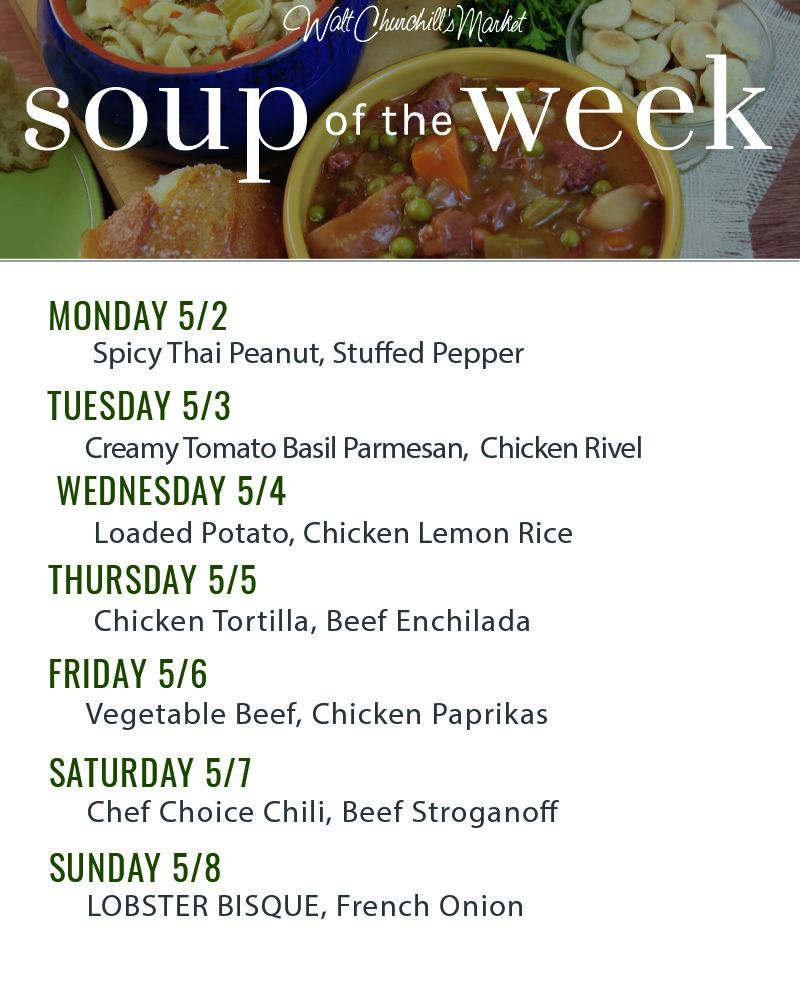 Walt Churchill's Market
soup of the week
MONDAY 5/2
Spicy Thai Peanut, Stuffed Pepper
TUESDAY 5/3
Creamy Tomato Basil Parmesan, Chicken Rivel
WEDNESDAY 5/4
Loaded Potato, Chicken Lemon Rice
THURSDAY 5/5
Chicken Tortilla, Beef Enchilada
FRIDAY 5/6
Vegetable Beef, Chicken Paprikas
SATURDAY 5/7
Chef Choice Chili, Beef Stroganoff
SUNDAY 5/8
LOBSTER BISQUE, French Onion